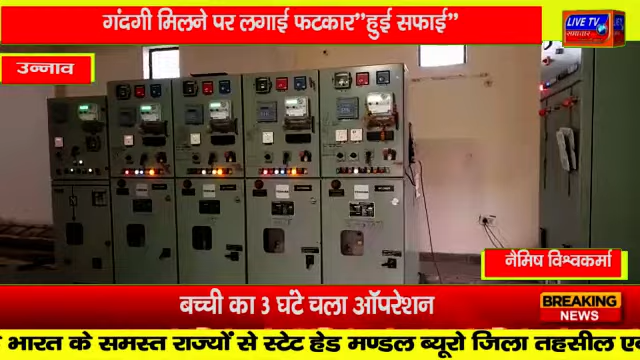 गंदगी मिलने पर लगाई फटकार"हुई सफाई"
LIVE TV
समाचार
उन्नाव
नैमिष विश्वकर्मा
बच्ची का 3 घंटे चला ऑपरेशन
BREAKING
NEWS
भारत के समस्त राज्यों से स्टेट हेड मण्डल ब्यूरो जिला तहसील